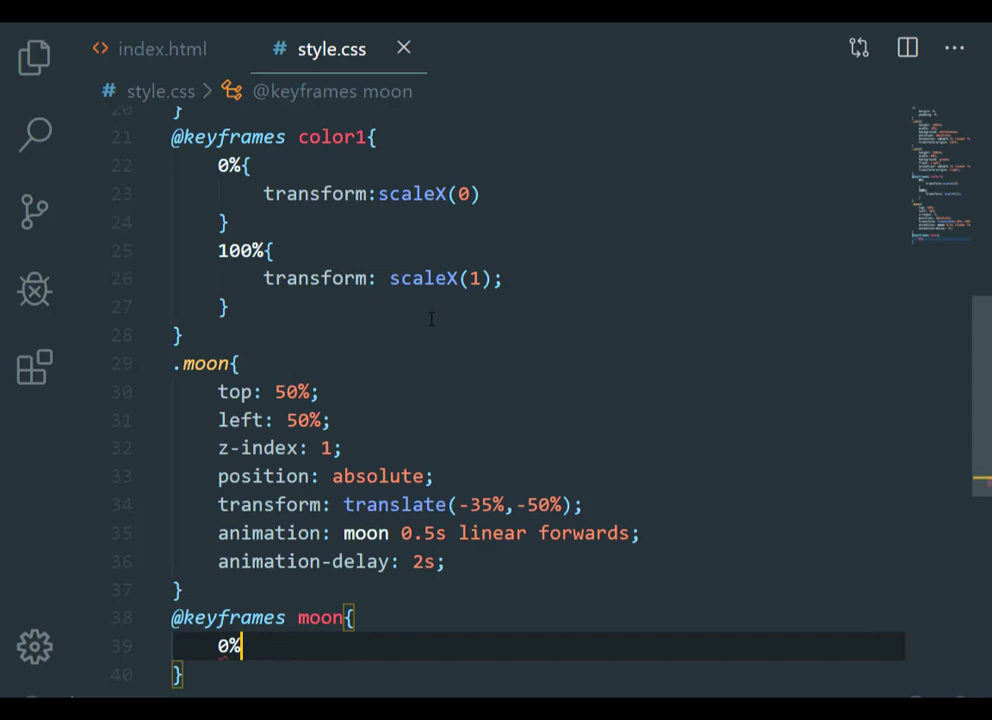 index.html
# style.css
# style.css > @keyframes moon
20 }
21 @keyframes color1{
22 0%{
23 transform:scaleX(0)
24 }
25 100%{
26 transform: scaleX(1);
27 }
28 }
29 .moon{
30 top: 50%;
31 left: 50%;
32 z-index: 1;
33 position: absolute;
34 transform: translate(-35%,-50%);
35 animation: moon 0.5s linear forwards;
36 animation-delay: 2s;
37 }
38 @keyframes moon{
39 0%
40 }